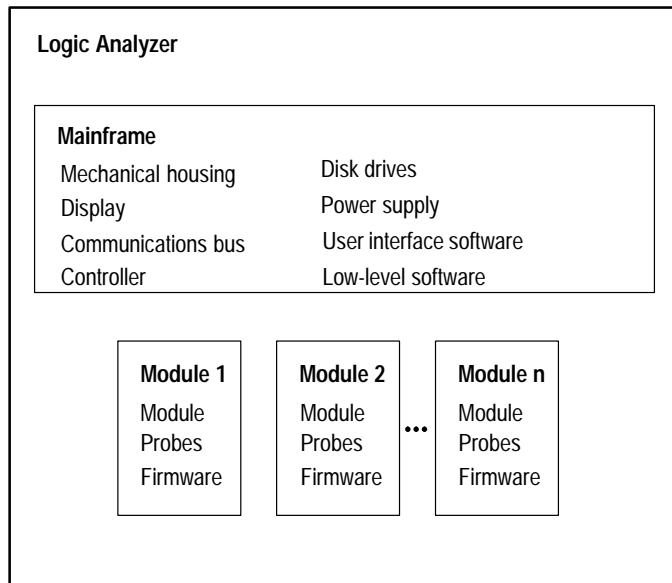 Logic Analyzer
Mainframe
Mechanical housing
Display
Communications bus
Controller
Disk drives
Power supply
User interface software
Low-level software
Module 1
Module
Probes
Firmware
Module 2
Module
Probes
Firmware
...
Module n
Module
Probes
Firmware